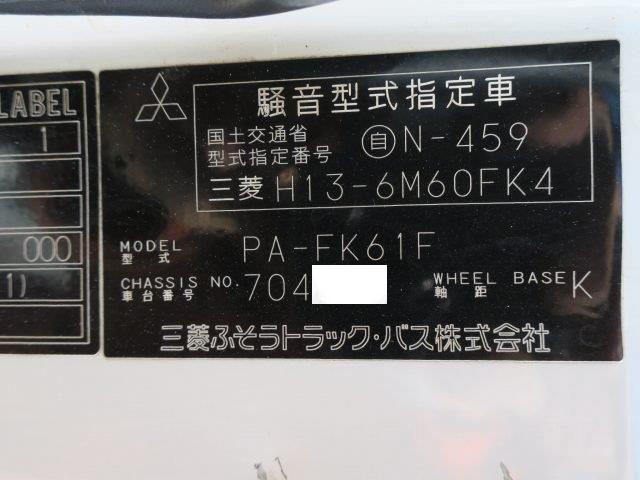 LABEL
1
000
1)
騒音型式指定車
国土交通省
型式指定番号
自N-459
三菱 H13-6M60FK4
MODEL
型式
PA-FK61F
CHASSIS NO.
車台番号
704
WHEEL BASE
軸距
K
三菱ふそうトラック・バス株式会社